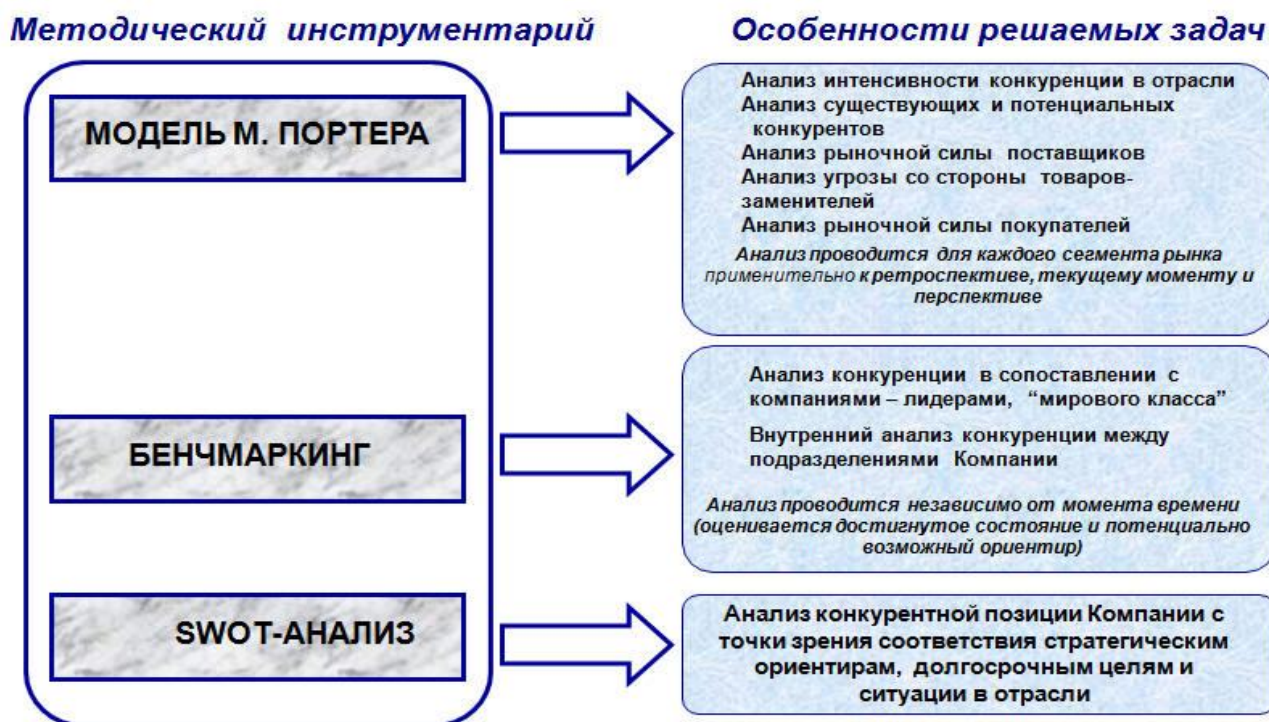 Методический инструментарий
Особенности решаемых задач
МОДЕЛЬ М. ПОРТЕРА
Анализ интенсивности конкуренции в отрасли
Анализ существующих и потенциальных
конкурентов
Анализ рыночной силы поставщиков
Анализ угрозы со стороны товаров-
заменителей
Анализ рыночной силы покупателей
Анализ проводится для каждого сегмента рынка
применительно к ретроспективе, текущему моменту и
перспективе
БЕНЧМАРКИНГ
Анализ конкуренции в сопоставлении с
компаниями – лидерами, “мирового класса”
Внутренний анализ конкуренции между
подразделениями Компании
Анализ проводится независимо от момента времени
(оценивается достигнутое состояние и потенциально
возможный ориентир)
SWOT-АНАЛИЗ
Анализ конкурентной позиции Компании с
точки зрения соответствия стратегическим
ориентирам, долгосрочным целям и
ситуации в отрасли